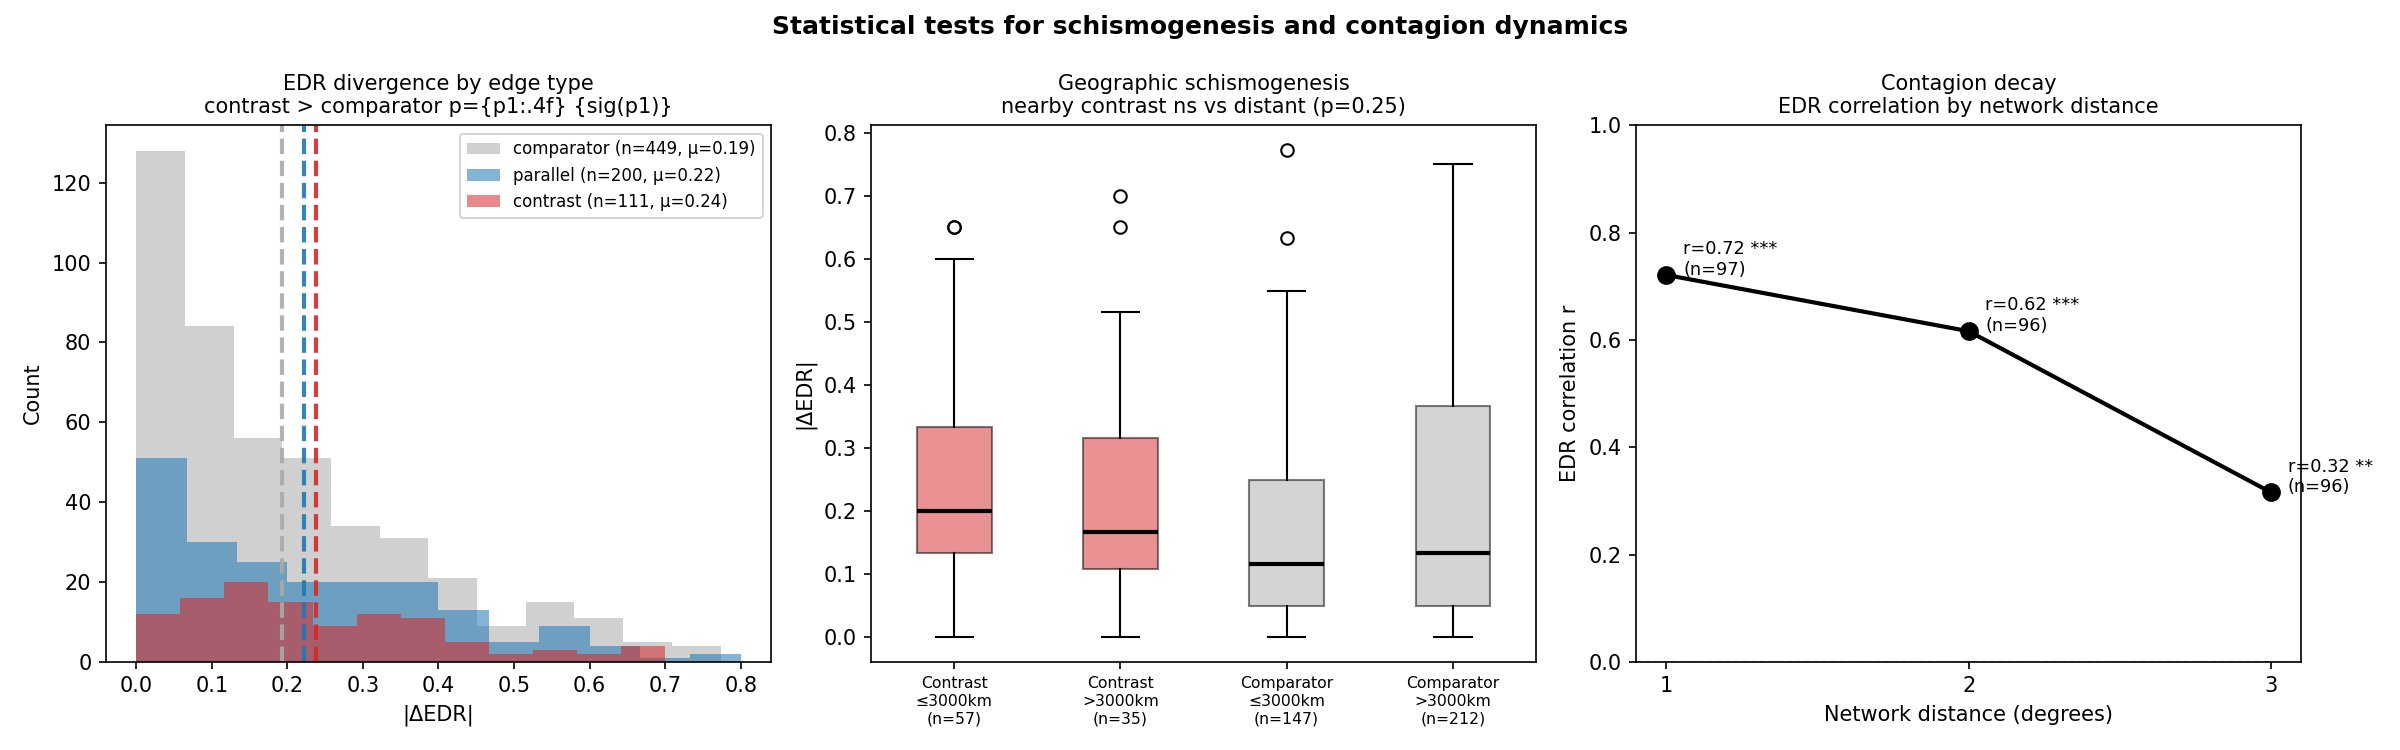 Statistical tests for schismogenesis and contagion dynamics
EDR divergence by edge type
contrast > comparator p={p1:.4f} {sig(p1)}
comparator (n=449, μ=0.19)
parallel (n=200, μ=0.22)
contrast (n=111, μ=0.24)
Count
120
100
80
60
40
20
0
0.0 0.1 0.2 0.3 0.4 0.5 0.6 0.7 0.8
|ΔEDR|
Geographic schismogenesis
nearby contrast ns vs distant (p=0.25)
|ΔEDR|
0.8
0.7
0.6
0.5
0.4
0.3
0.2
0.1
0.0
Contrast
≤3000km
(n=57)
Contrast
>3000km
(n=35)
Comparator
≤3000km
(n=147)
Comparator
>3000km
(n=212)
Contagion decay
EDR correlation by network distance
EDR correlation r
1.0
0.8
0.6
0.4
0.2
0.0
r=0.72 ***
(n=97)
r=0.62 ***
(n=96)
r=0.32 **
(n=96)
1 2 3
Network distance (degrees)